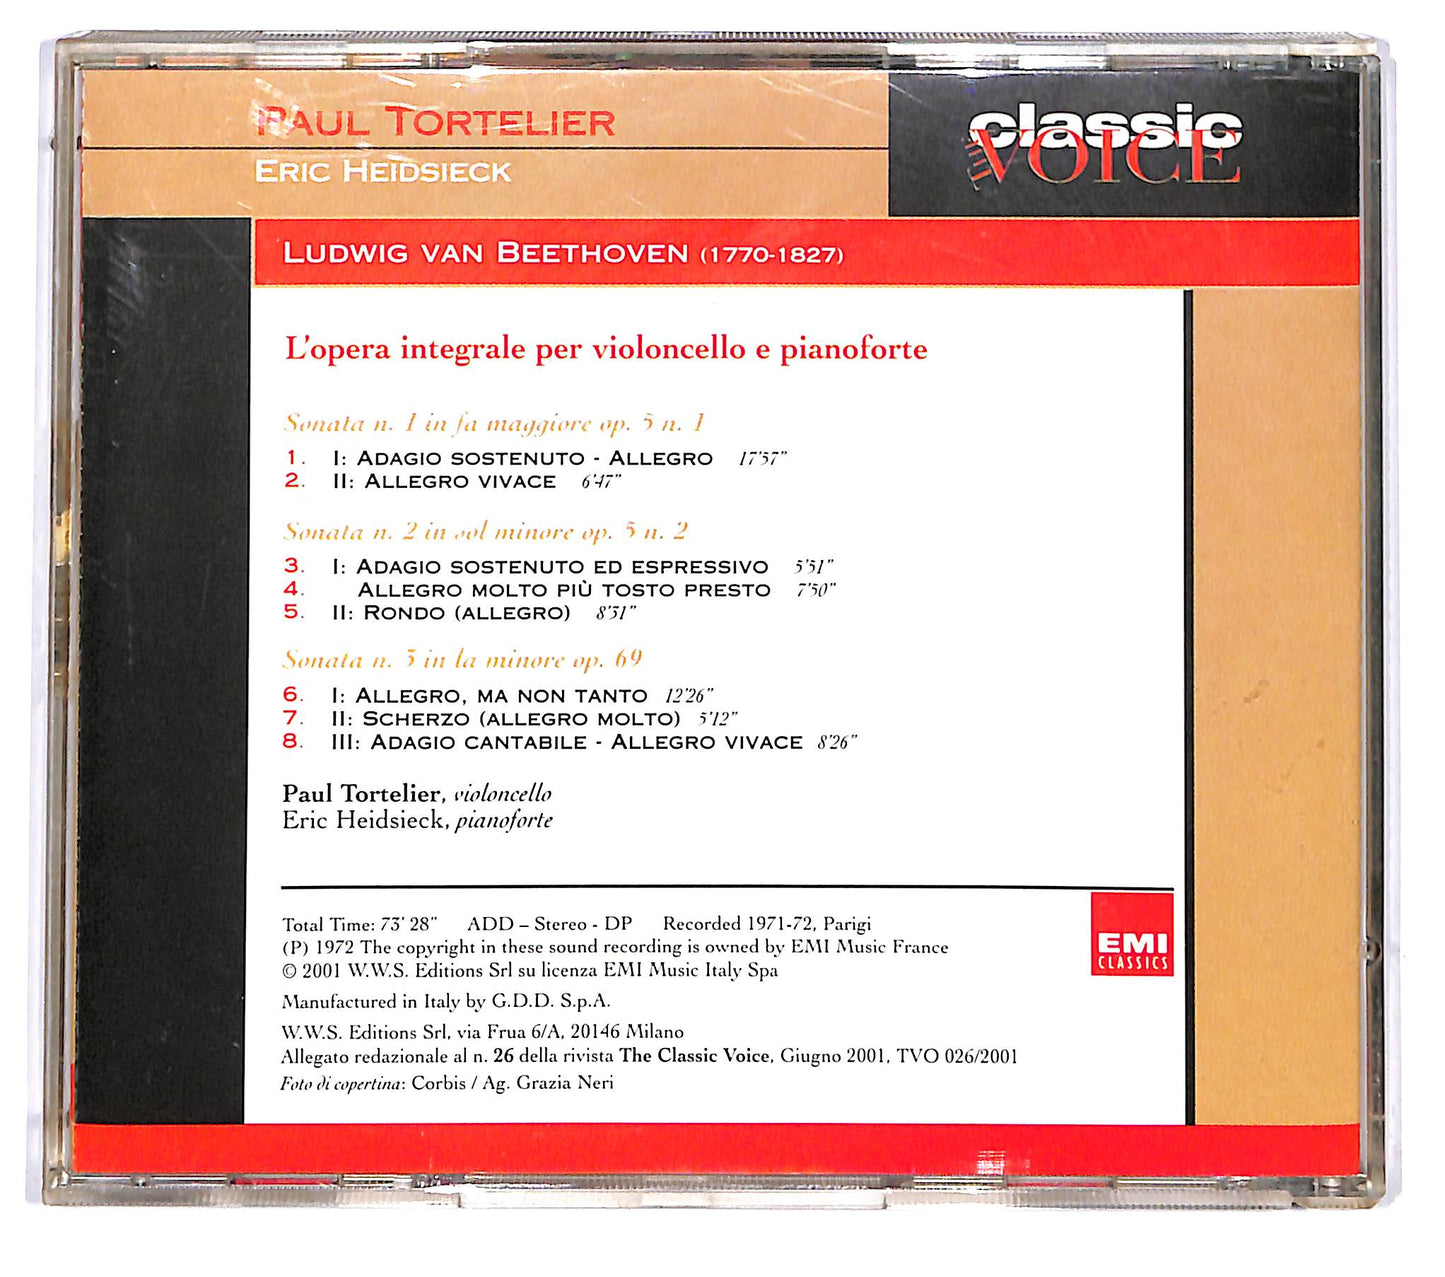 PAUL TORTELIER
ERIC HEIDSIECK
classic
THE VOICE
LUDWIG VAN BEETHOVEN (1770-1827)
L'opera integrale per violoncello e pianoforte
Sonata n. 1 in fa maggiore op. 5 n. 1
1. I: ADAGIO SOSTENUTO - ALLEGRO 17'57"
2. II: ALLEGRO VIVACE 6'47"
Sonata n. 2 in sol minore op. 5 n. 2
3. I: ADAGIO SOSTENUTO ED ESPRESSIVO 5'51"
4. ALLEGRO MOLTO PIÙ TOSTO PRESTO 7'50"
5. II: RONDO (ALLEGRO) 8'31"
Sonata n. 3 in la minore op. 69
6. I: ALLEGRO, MA NON TANTO 12'26"
7. II: SCHERZO (ALLEGRO MOLTO) 5'12"
8. III: ADAGIO CANTABILE - ALLEGRO VIVACE 8'26"
Paul Tortelier, violoncello
Eric Heidsieck, pianoforte
Total Time: 73' 28" ADD – Stereo - DP Recorded 1971-72, Parigi
(P) 1972 The copyright in these sound recording is owned by EMI Music France
© 2001 W.W.S. Editions Srl su licenza EMI Music Italy Spa
EMI
CLASSICS
Manufactured in Italy by G.D.D. S.p.A.
W.W.S. Editions Srl, via Frua 6/A, 20146 Milano
Allegato redazionale al n. 26 della rivista The Classic Voice, Giugno 2001, TVO 026/2001
Foto di copertina: Corbis / Ag. Grazia Neri